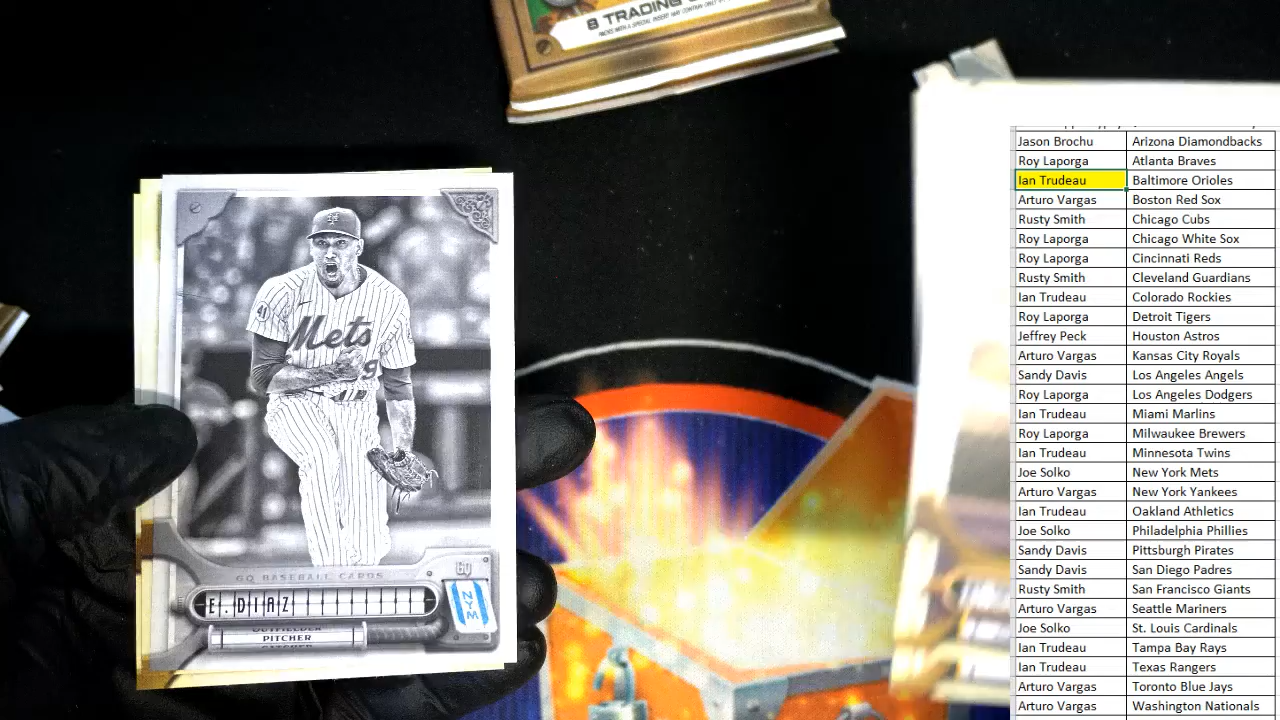 8 TRADING
Mets
9
GQ BASEBALL CARDS
E. DIAZ
GQ
NYM
OUTFIELDER
PITCHER
CATCHER
Jason Brochu Arizona Diamondbacks
Roy Laporga Atlanta Braves
Ian Trudeau Baltimore Orioles
Arturo Vargas Boston Red Sox
Rusty Smith Chicago Cubs
Roy Laporga Chicago White Sox
Roy Laporga Cincinnati Reds
Rusty Smith Cleveland Guardians
Ian Trudeau Colorado Rockies
Roy Laporga Detroit Tigers
Jeffrey Peck Houston Astros
Arturo Vargas Kansas City Royals
Sandy Davis Los Angeles Angels
Roy Laporga Los Angeles Dodgers
Ian Trudeau Miami Marlins
Roy Laporga Milwaukee Brewers
Ian Trudeau Minnesota Twins
Joe Solko New York Mets
Arturo Vargas New York Yankees
Ian Trudeau Oakland Athletics
Joe Solko Philadelphia Phillies
Sandy Davis Pittsburgh Pirates
Sandy Davis San Diego Padres
Rusty Smith San Francisco Giants
Arturo Vargas Seattle Mariners
Joe Solko St. Louis Cardinals
Ian Trudeau Tampa Bay Rays
Ian Trudeau Texas Rangers
Arturo Vargas Toronto Blue Jays
Arturo Vargas Washington Nationals